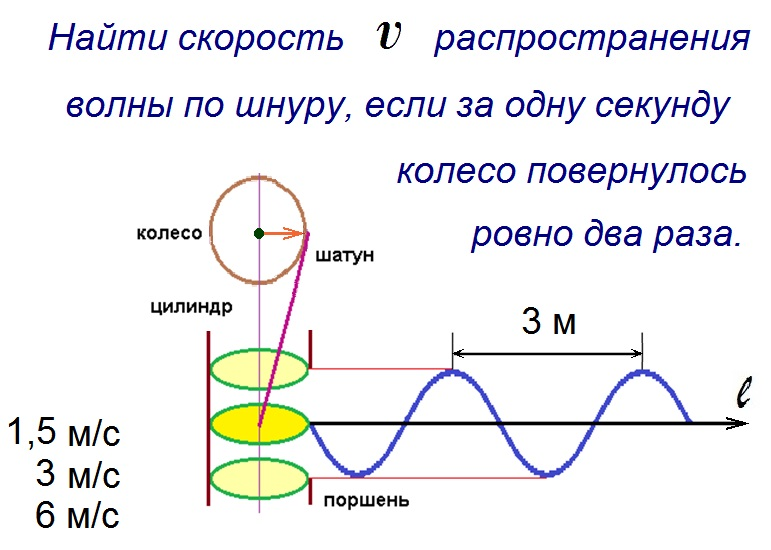 Найти скорость v распространения
волны по шнуру, если за одну секунду
колесо повернулось
ровно два раза.
колесо
шатун
цилиндр
3 м
l
1,5 м/с
3 м/с
6 м/с
поршень